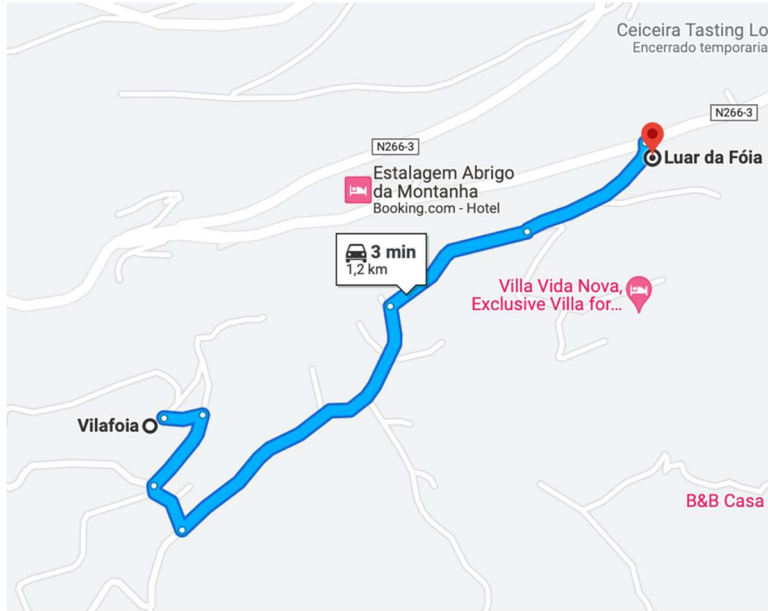 Ceiceira Tasting Lo
Encerrado temporaria
N266-3
N266-3
Estalagem Abrigo
da Montanha
Booking.com - Hotel
Luar da Fóia
3 min
1,2 km
Villa Vida Nova,
Exclusive Villa for...
Vilafoia
B&B Casa